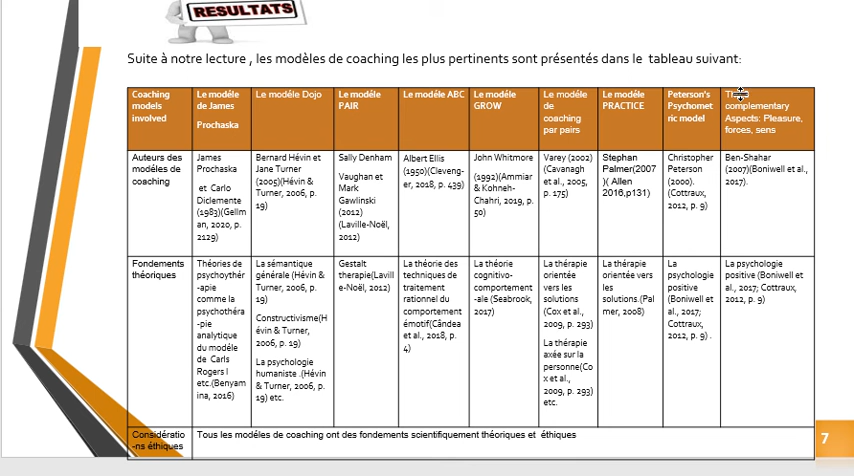 RESULTATS
Suite à notre lecture , les modèles de coaching les plus pertinents sont présentés dans le tableau suivant:
Coaching
models
involved
Le modéle
de James
Prochaska
Le modéle Dojo
Le modéle
PAIR
Le modéle ABC
Le modéle
GROW
Le modéle
de
coaching
par pairs
Le modéle
PRACTICE
Peterson's
Psychomet
ric model
complementary
Aspects: Pleasure,
forces, sens
Auteurs des
modéles de
coaching
James
Prochaska
et Carlo
Diclemente
(1983)(Gellm
an, 2020, p.
2129)
Bernard Hévin et
Jane Turner
(2005)(Hévin &
Turner, 2006, p.
19)
Sally Denham
Vaughan et
Mark
Gawlinski
(2012)
(Laville-Noël,
2012)
Albert Ellis
(1950)(Cleveng-
er, 2018, p. 439)
John Whitmore
(1992)(Ammiar
& Kohneh-
Chahri, 2019, p.
50)
Varey (2002)
(Cavanagh
et al., 2005,
p. 175)
Stephan
Palmer(2007
)( Allen
2016,p131)
Christopher
Peterson
(2000).
(Cottraux,
2012, p. 9)
Ben-Shahar
(2007)(Boniwell et al.,
2017).
Fondements
théoriques
Théories de
psychoythér
-apie
comme la
psychothéra
-pie
analytique
du modéle
de Carls
Rogers l
etc.(Benyam
ina, 2016)
La sémantique
générale (Hévin &
Turner, 2006, p.
19)
Constructivisme(H
évin & Turner,
2006, p. 19)
La psychologie
humaniste .(Hévin
& Turner, 2006, p.
19) etc.
Gestalt
therapie(Lavill
e-Noël, 2012)
La théorie des
techniques de
traitement
rationnel du
comportement
émotif(Cândea
et al., 2018, p.
4)
La théorie
cognitivo-
comportement
-ale (Seabrook,
2017)
La thérapie
orientée
vers les
solutions
(Cox et al.,
2009, p. 293)
La thérapie
axée sur la
personne(Co
x et al.,
2009, p. 293)
etc.
La thérapie
orientée vers
les
solutions.(Pal
mer, 2008)
La
psychologie
positive
(Boniwell et
al., 2017;
Cottraux,
2012, p. 9) .
La psychologie
positive (Boniwell et
al., 2017; Cottraux,
2012, p. 9)
Considératio
-ns éthiques
Tous les modéles de coaching ont des fondements scientifiquement théoriques et éthiques
7